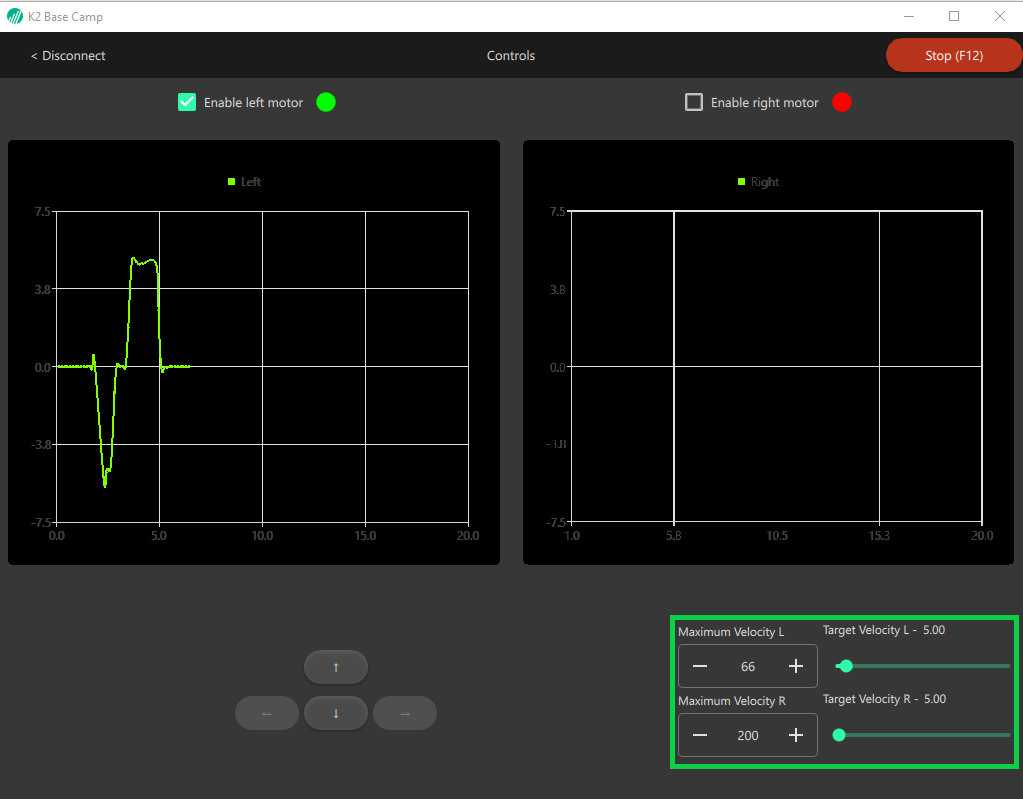 K2 Base Camp
< Disconnect
Controls
Stop (F12)
Enable left motor
Enable right motor
Left
7.5
3.8
0.0
-3.8
-7.5
0.0 5.0 10.0 15.0 20.0
Right
7.5
3.8
0.0
-3.8
-7.5
1.0 5.8 10.5 15.3 20.0
↑
← ↓ →
Maximum Velocity L
Target Velocity L - 5.00
66
Maximum Velocity R
Target Velocity R - 5.00
200